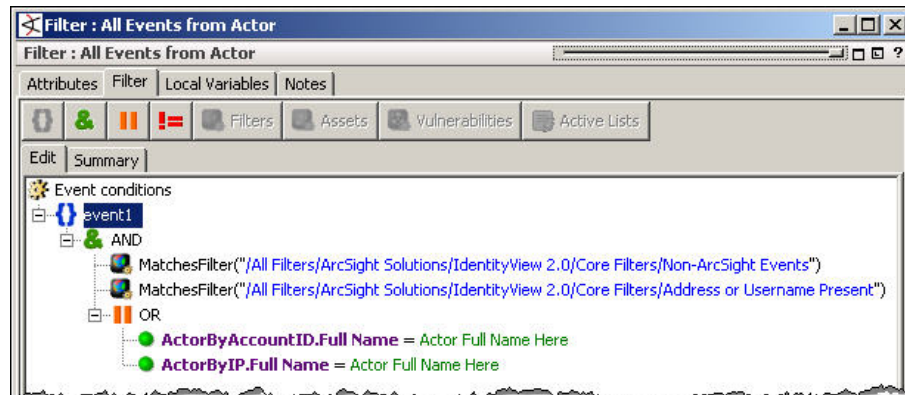 Filter : All Events from Actor
Filter : All Events from Actor
?
Attributes Filter Local Variables Notes
{} & != Filters Assets Vulnerabilities Active Lists
Edit Summary
Event conditions
{} event1
& AND
MatchesFilter("/All Filters/ArcSight Solutions/IdentityView 2.0/Core Filters/Non-ArcSight Events")
MatchesFilter("/All Filters/ArcSight Solutions/IdentityView 2.0/Core Filters/Address or Username Present")
OR
ActorByAccountID.Full Name = Actor Full Name Here
ActorByIP.Full Name = Actor Full Name Here